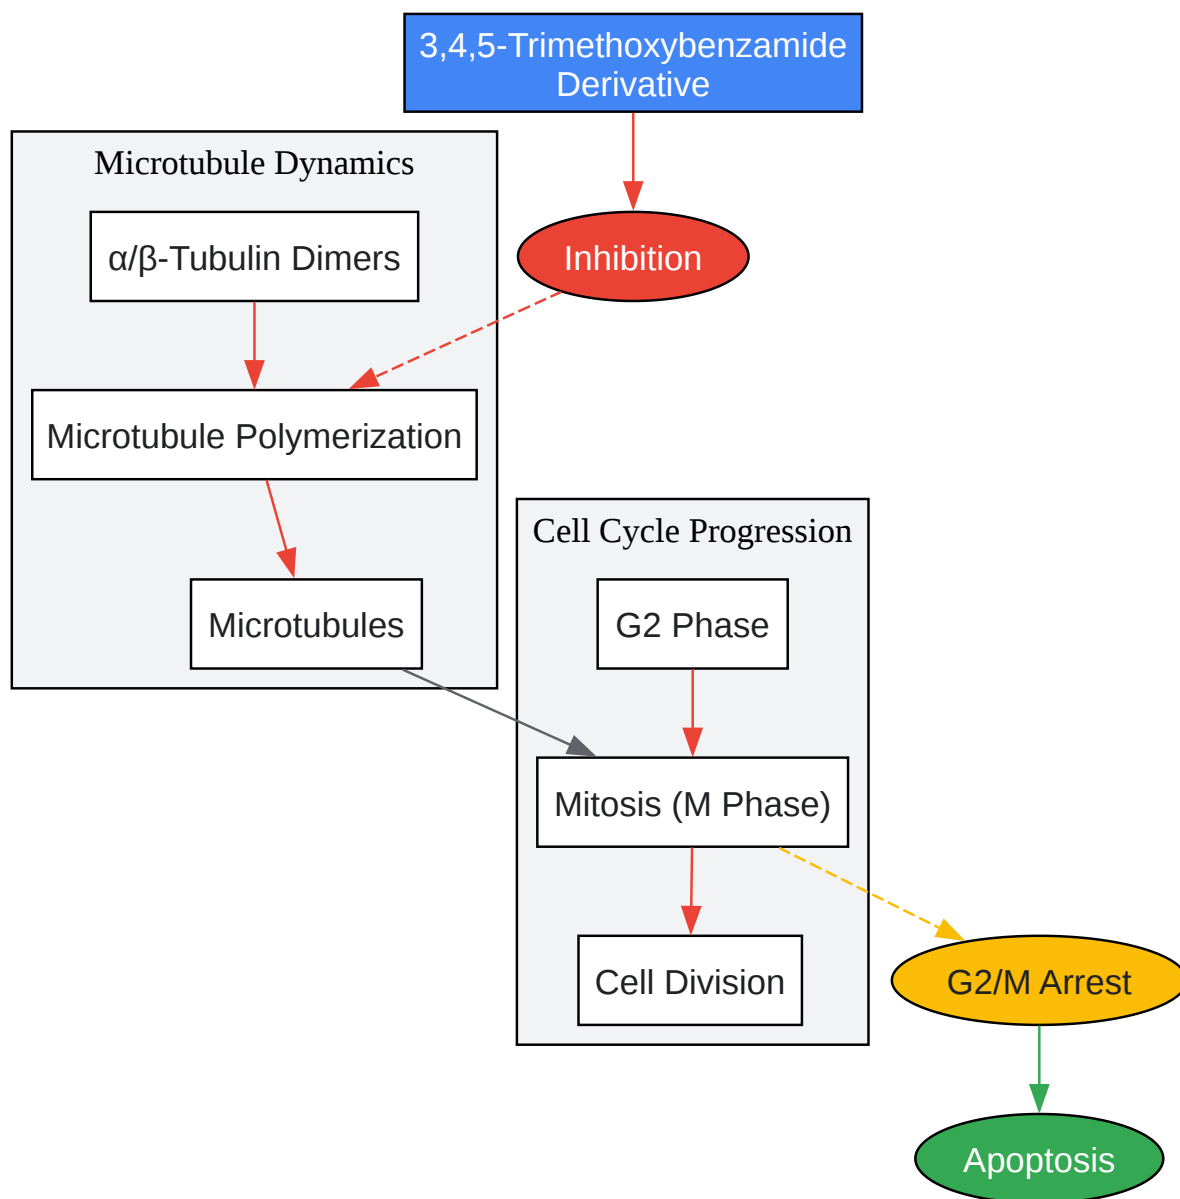 3,4,5-Trimethoxybenzamide
Derivative
Microtubule Dynamics
α/β-Tubulin Dimers
Inhibition
Microtubule Polymerization
Cell Cycle Progression
Microtubules
G2 Phase
Mitosis (M Phase)
Cell Division
G2/M Arrest
Apoptosis